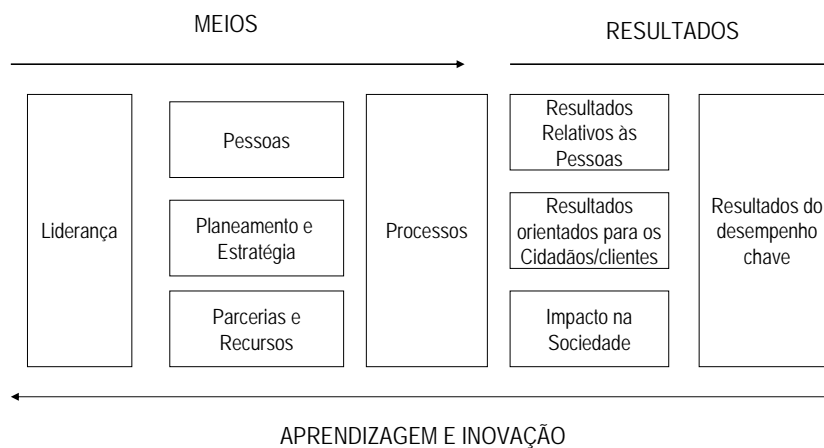 MEIOS
RESULTADOS
Liderança
Pessoas
Planeamento e
Estratégia
Parcerias e
Recursos
Processos
Resultados
Relativos às
Pessoas
Resultados
orientados para os
Cidadãos/clientes
Impacto na
Sociedade
Resultados do
desempenho
chave
APRENDIZAGEM E INOVAÇÃO